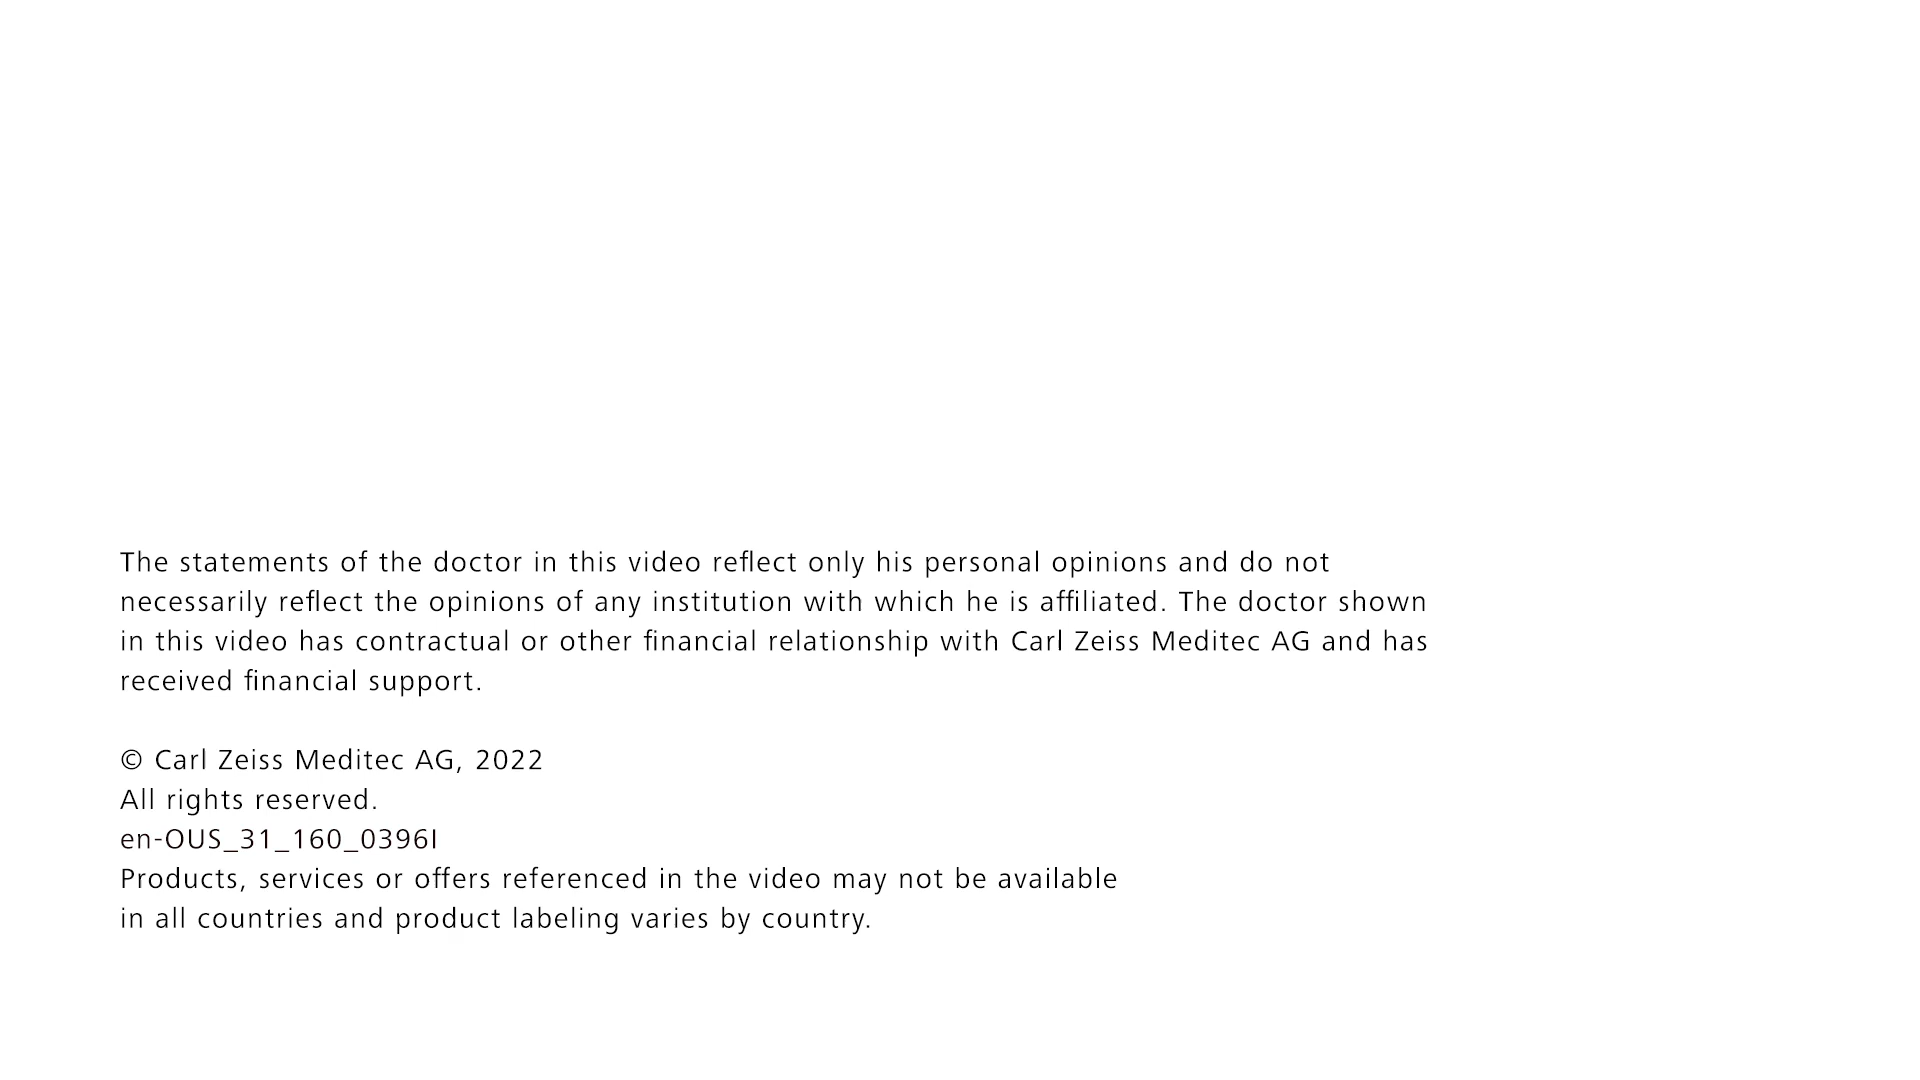 The statements of the doctor in this video reflect only his personal opinions and do not
necessarily reflect the opinions of any institution with which he is affiliated. The doctor shown
in this video has contractual or other financial relationship with Carl Zeiss Meditec AG and has
received financial support.
© Carl Zeiss Meditec AG, 2022
All rights reserved.
en-OUS_31_160_0396I
Products, services or offers referenced in the video may not be available
in all countries and product labeling varies by country.